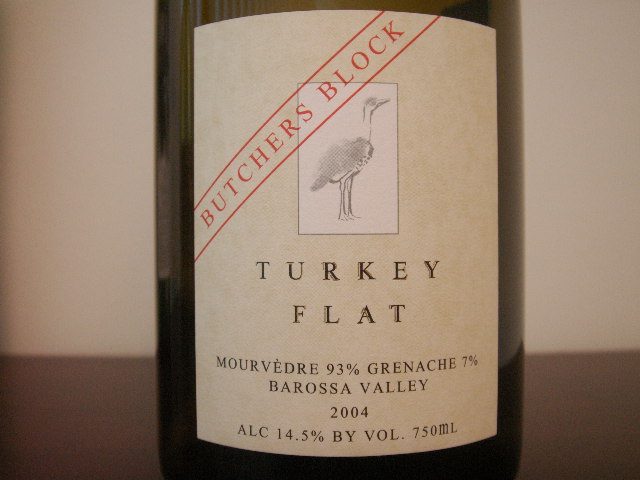 BUTCHERS BLOCK
TURKEY
FLAT
MOURVÈDRE 93% GRENACHE 7%
BAROSSA VALLEY
2004
ALC 14.5% BY VOL. 750mL